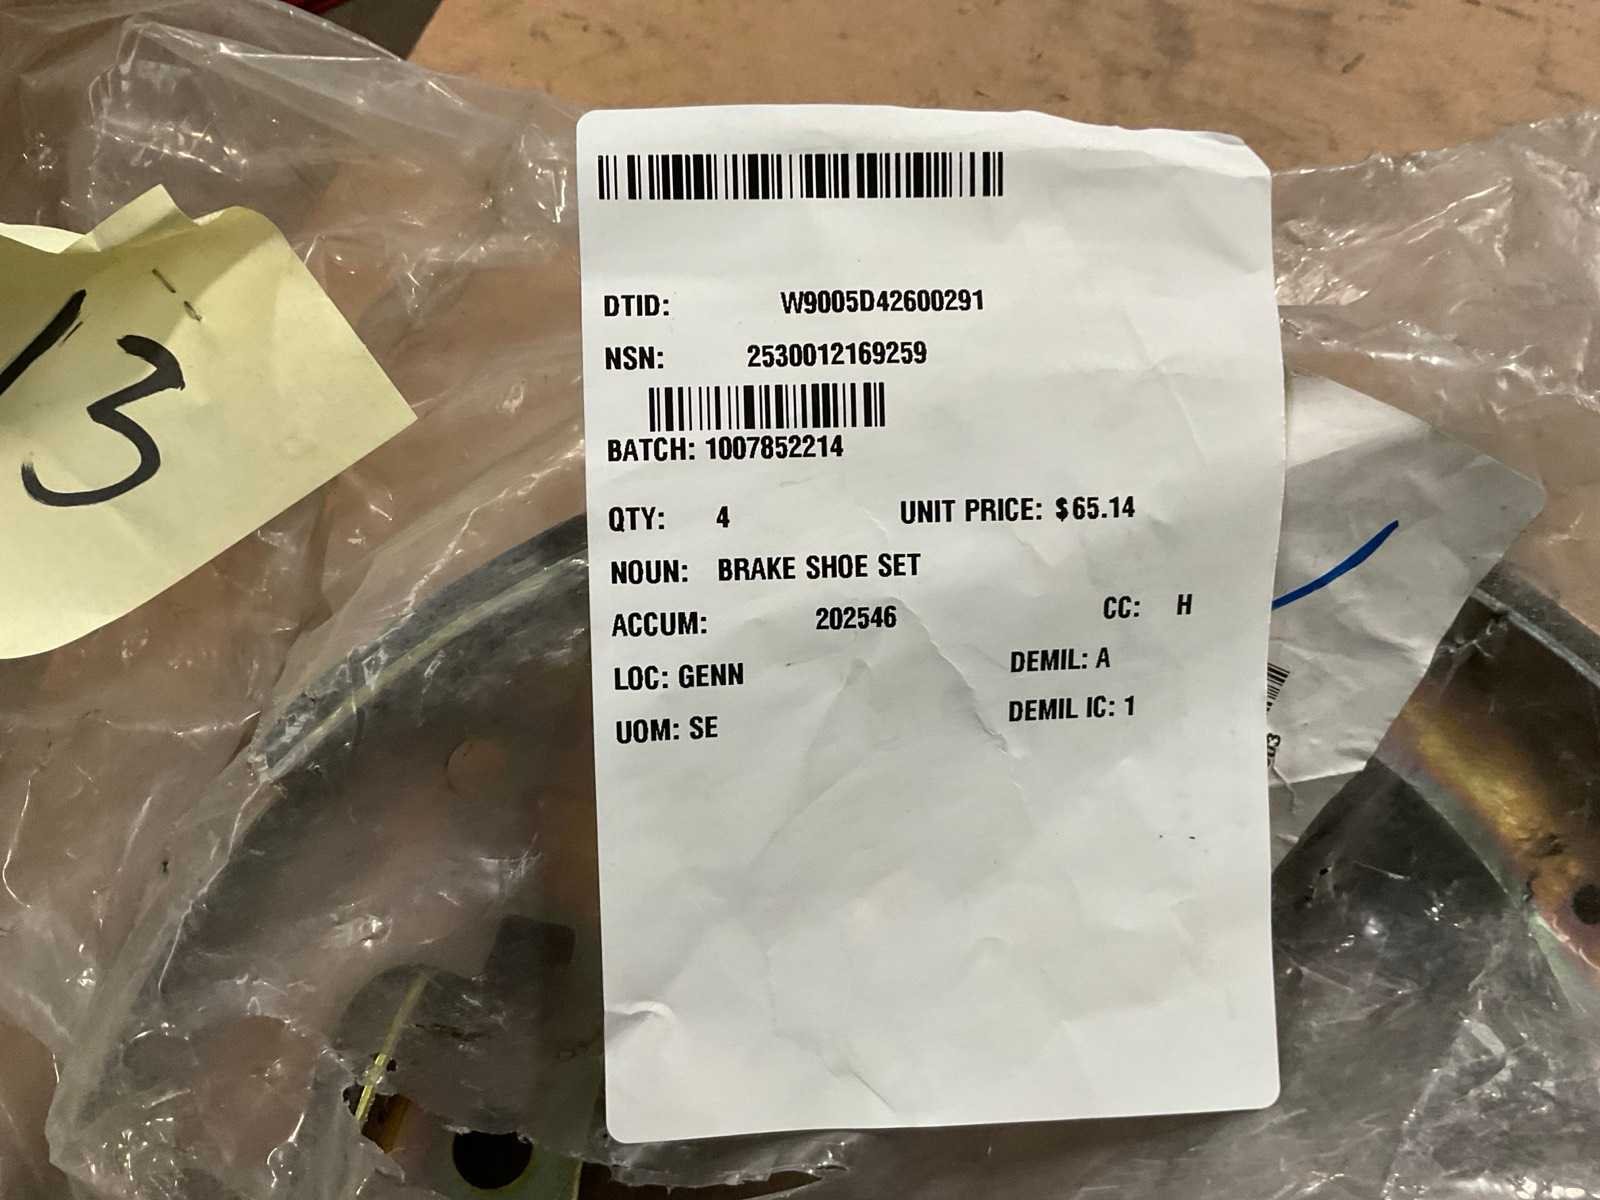 DTID: W9005D42600291
NSN: 2530012169259
BATCH: 1007852214
QTY: 4 UNIT PRICE: $65.14
NOUN: BRAKE SHOE SET
ACCUM: 202546 CC: H
LOC: GENN DEMIL: A
UOM: SE DEMIL IC: 1
3